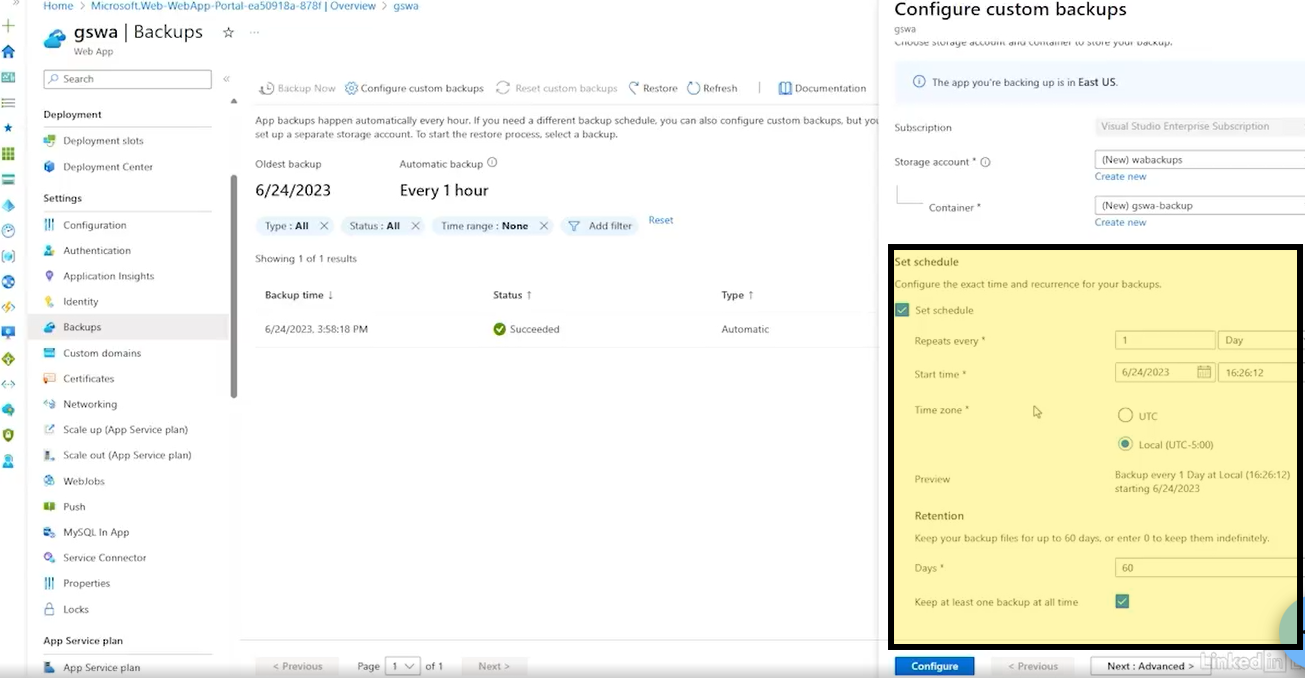 Home > Microsoft.Web-WebApp-Portal-ea50918a-878f | Overview > gswa
gswa | Backups
Web App
Search
Deployment
Deployment slots
Deployment Center
Settings
Configuration
Authentication
Application Insights
Identity
Backups
Custom domains
Certificates
Networking
Scale up (App Service plan)
Scale out (App Service plan)
WebJobs
Push
MySQL In App
Service Connector
Properties
Locks
App Service plan
App Service plan
Backup Now Configure custom backups Reset custom backups Restore Refresh Documentation
App backups happen automatically every hour. If you need a different backup schedule, you can also configure custom backups, but you
set up a separate storage account. To start the restore process, select a backup.
Oldest backup Automatic backup
6/24/2023 Every 1 hour
Type : All Status : All Time range : None Add filter Reset
Showing 1 of 1 results
Backup time ↓ Status ↑ Type ↑
6/24/2023, 3:58:18 PM Succeeded Automatic
< Previous Page 1 of 1 Next >
Configure custom backups
gswa
Choose storage account and container to store your backup.
The app you're backing up is in East US.
Subscription Visual Studio Enterprise Subscription
Storage account * (New) wabackups
Create new
Container * (New) gswa-backup
Create new
Set schedule
Configure the exact time and recurrence for your backups.
Set schedule
Repeats every * 1 Day
Start time * 6/24/2023 16:26:12
Time zone * UTC
Local (UTC-5:00)
Preview Backup every 1 Day at Local (16:26:12)
starting 6/24/2023
Retention
Keep your backup files for up to 60 days, or enter 0 to keep them indefinitely.
Days * 60
Keep at least one backup at all time
Configure < Previous Next : Advanced >
Linked in L